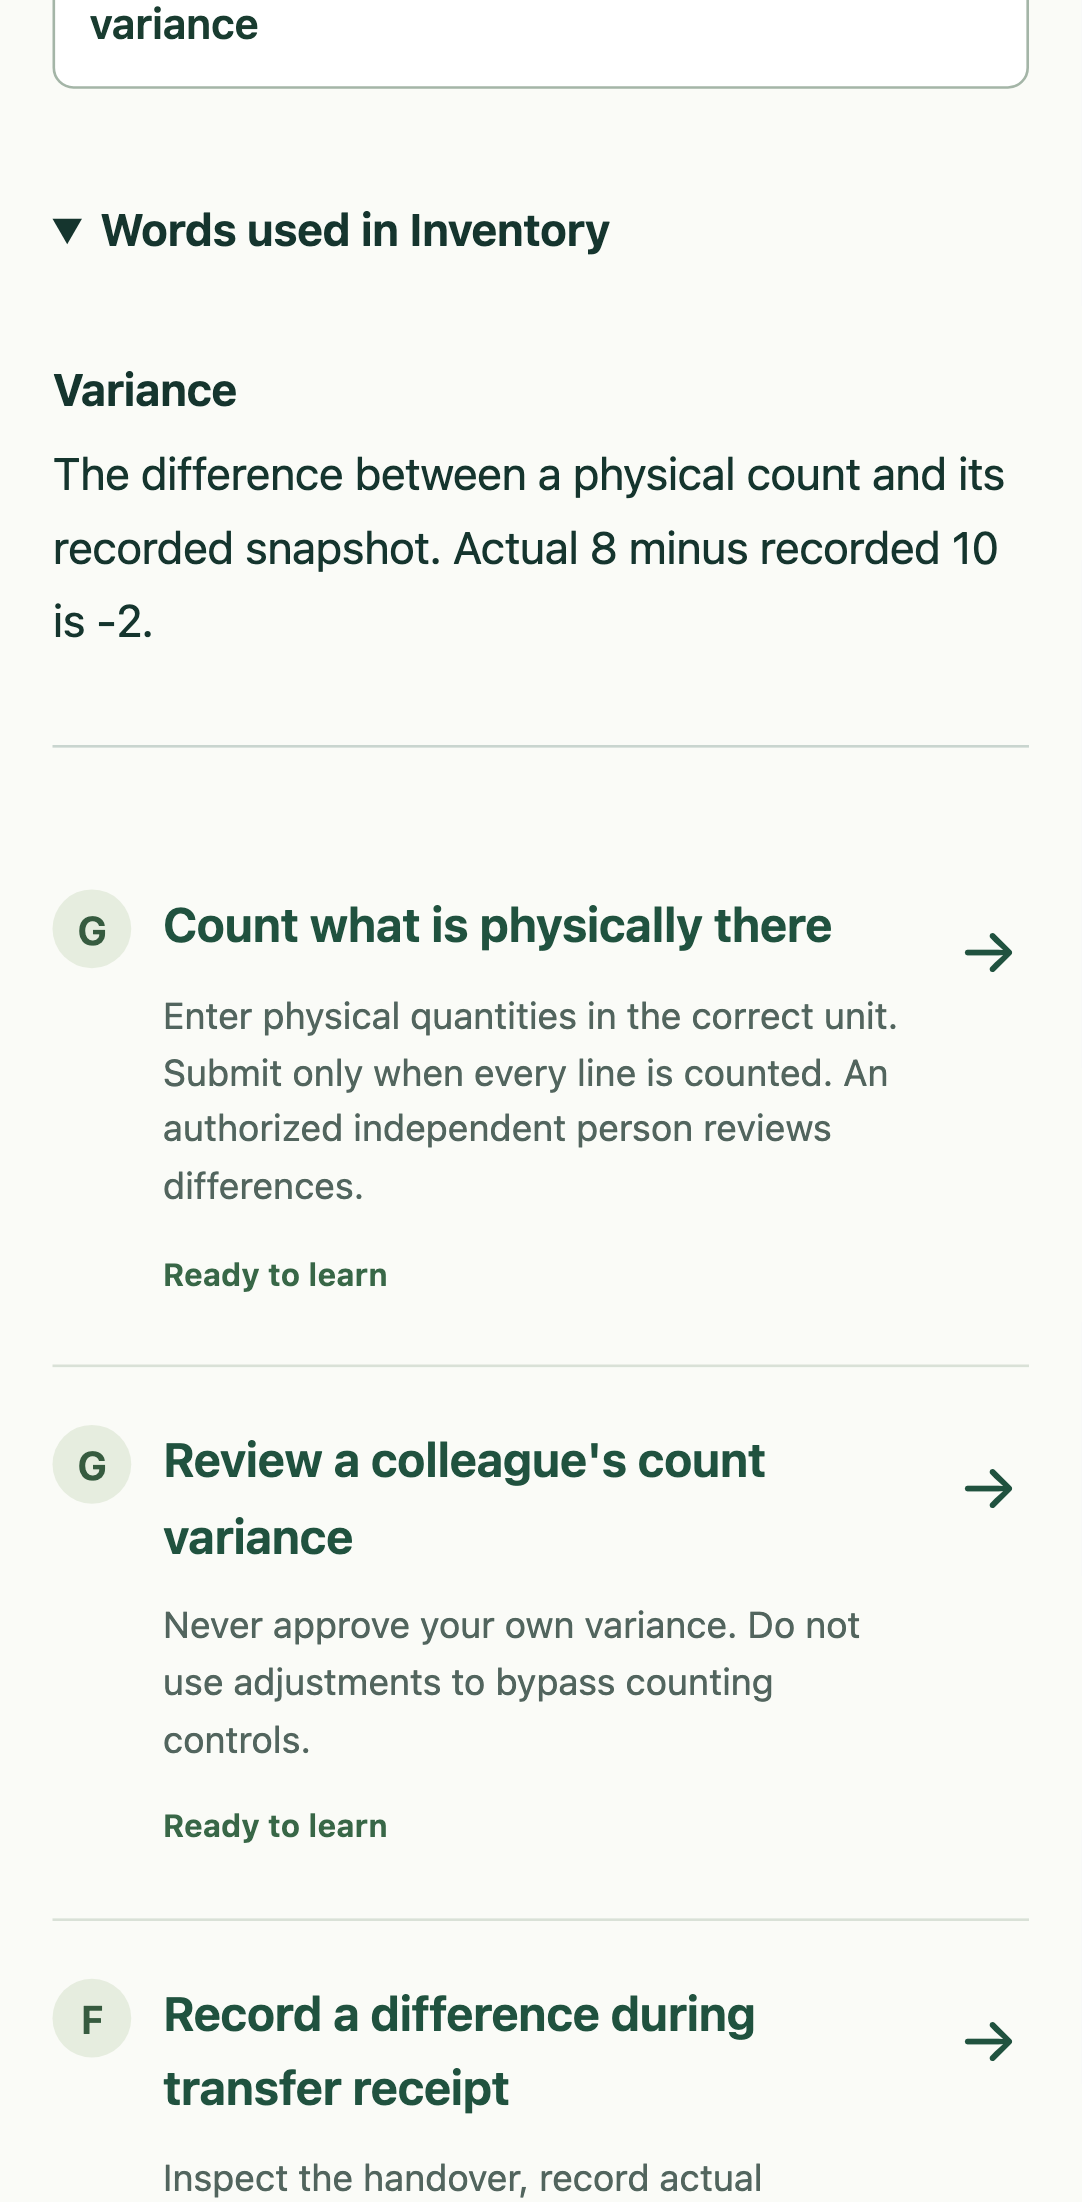 variance
▼ Words used in Inventory
Variance
The difference between a physical count and its
recorded snapshot. Actual 8 minus recorded 10
is -2.
G
Count what is physically there
Enter physical quantities in the correct unit.
Submit only when every line is counted. An
authorized independent person reviews
differences.
Ready to learn
G
Review a colleague's count
variance
Never approve your own variance. Do not
use adjustments to bypass counting
controls.
Ready to learn
F
Record a difference during
transfer receipt
Inspect the handover, record actual